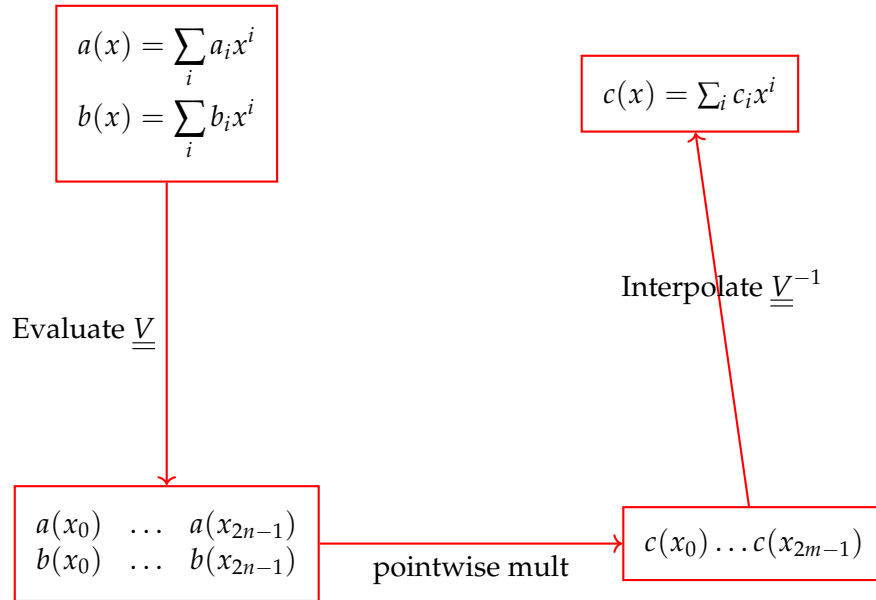 a(x) = ∑_i a_i x^i
b(x) = ∑_i b_i x^i
c(x) = ∑_i c_i x^i
Evaluate V
Interpolate V^{-1}
a(x_0) … a(x_{2n−1})
b(x_0) … b(x_{2n−1})
pointwise mult
c(x_0) … c(x_{2m−1})